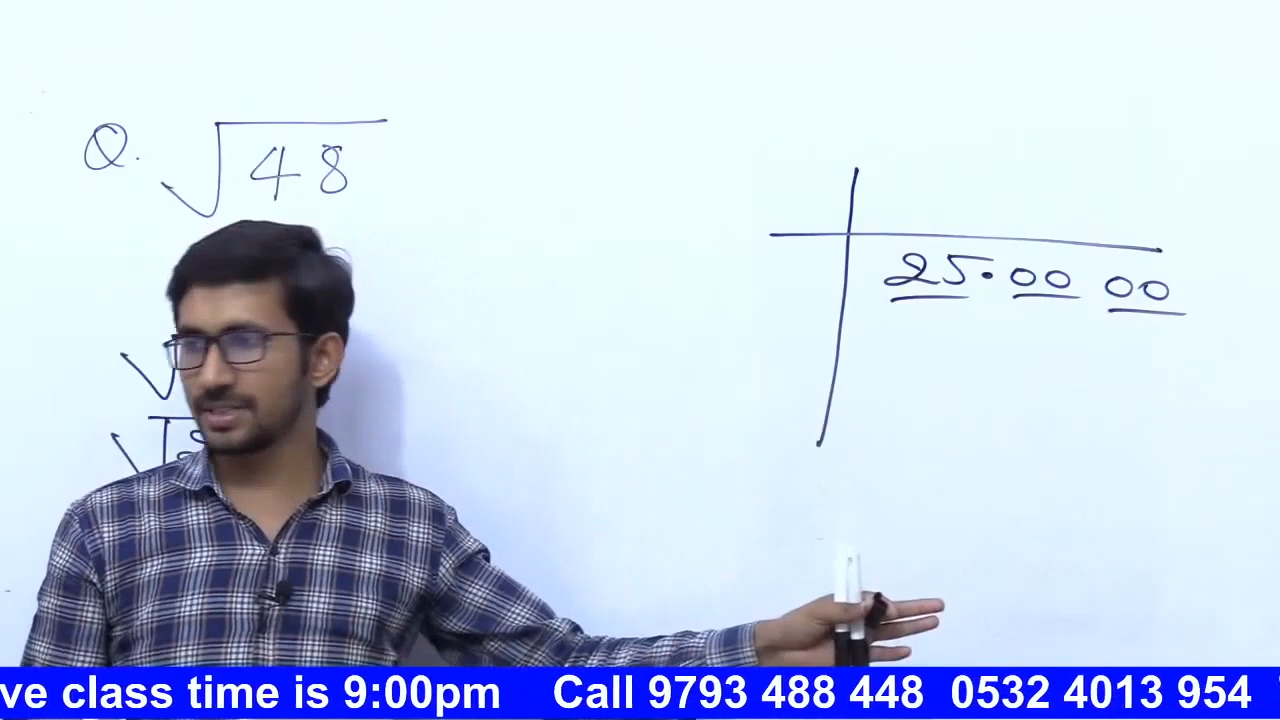 Q. √48
25.00 00
ve class time is 9:00pm Call 9793 488 448 0532 4013 954